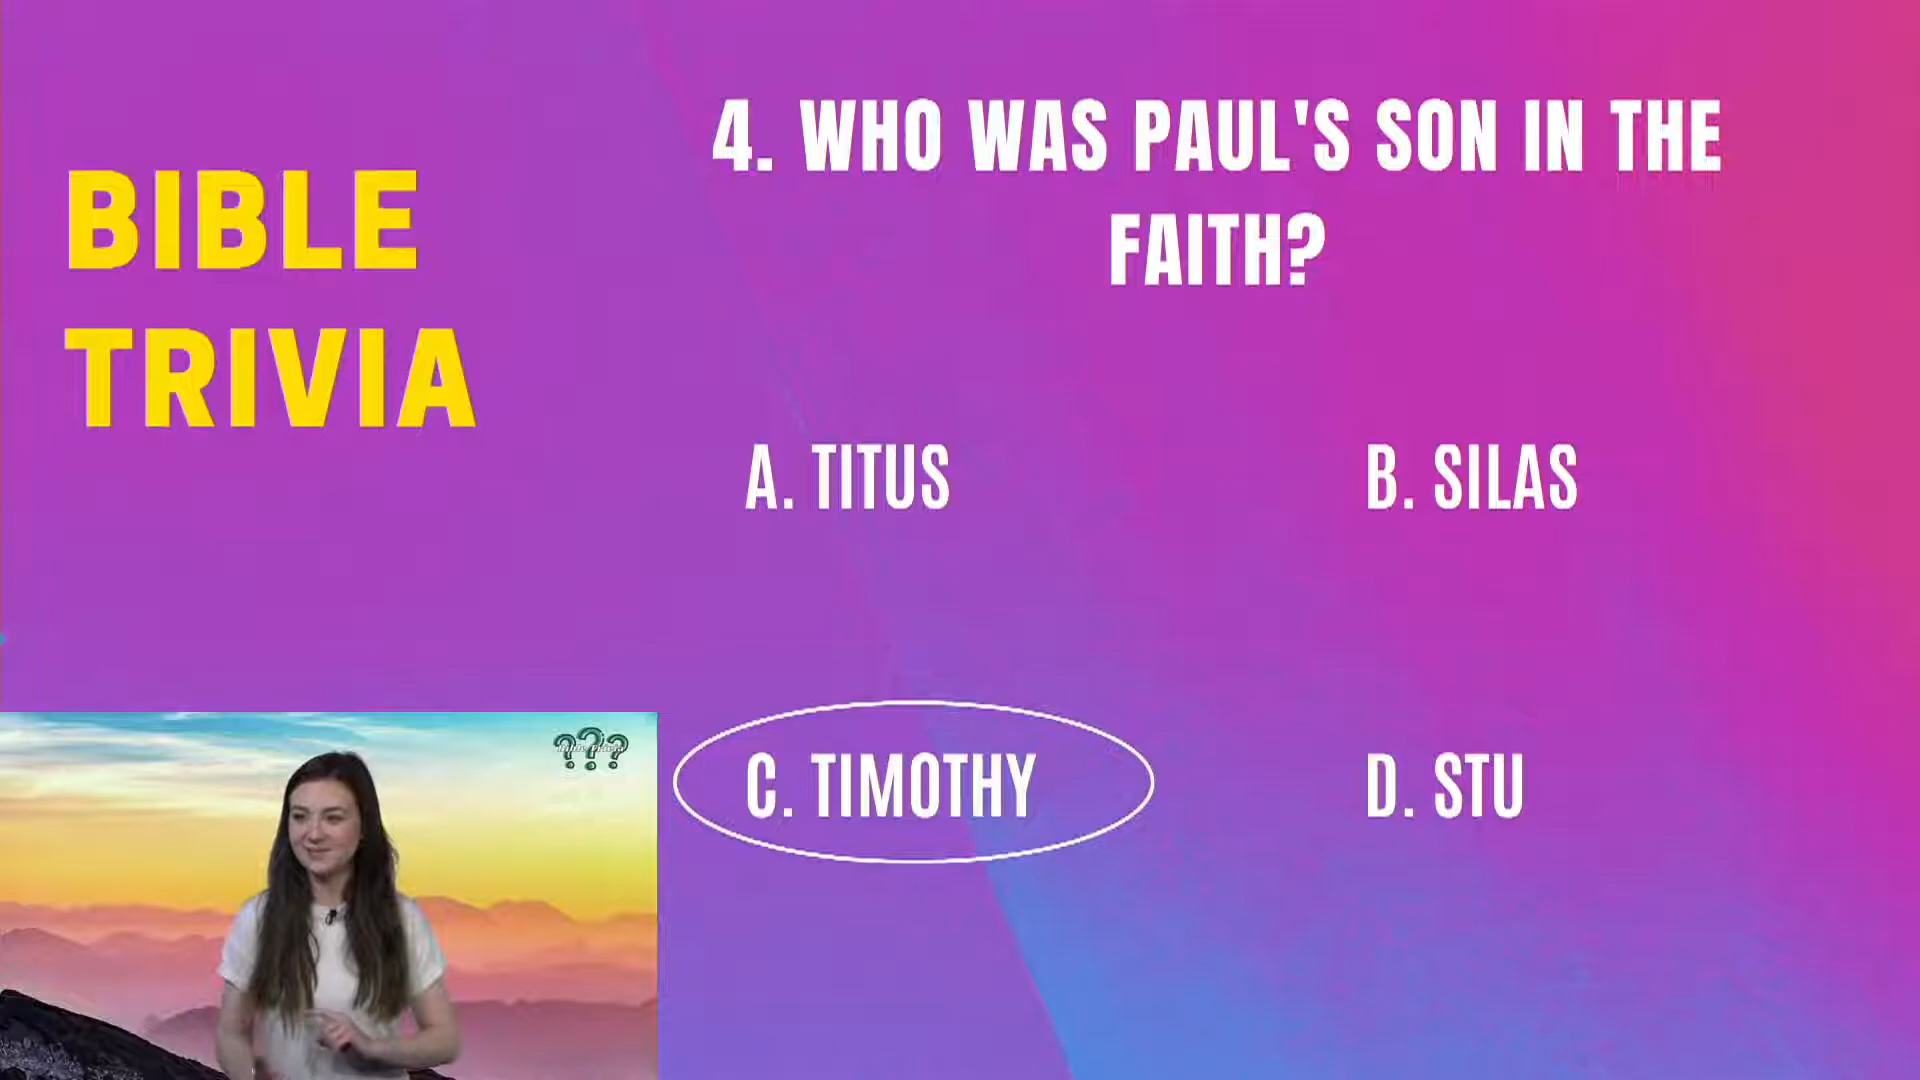 BIBLE
TRIVIA
4. WHO WAS PAUL'S SON IN THE
FAITH?
A. TITUS
B. SILAS
C. TIMOTHY
D. STU
???